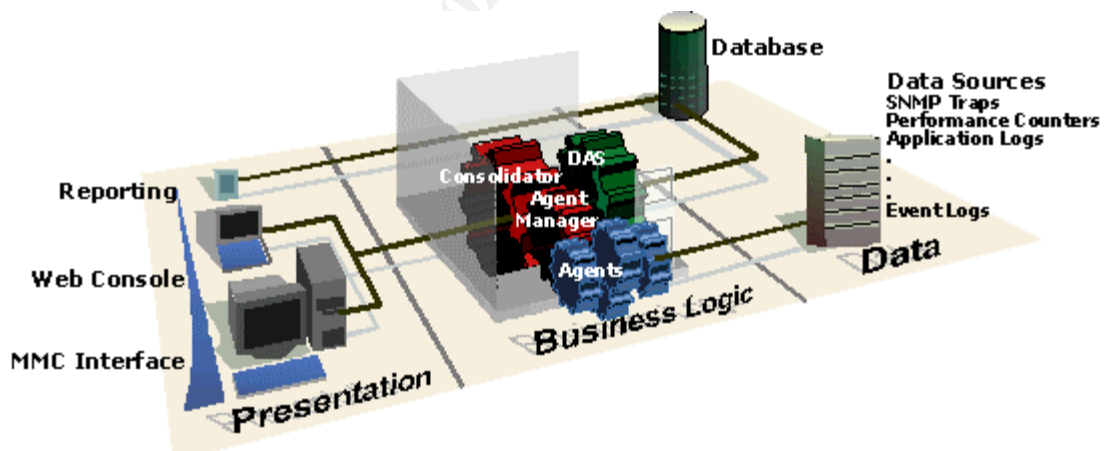 Database
Data Sources
SNMP Traps
Performance Counters
Application Logs
.
.
.
Event Logs
DAS
Consolidator
Agent
Manager
Agents
Reporting
Web Console
MMC Interface
Presentation
Business Logic
Data